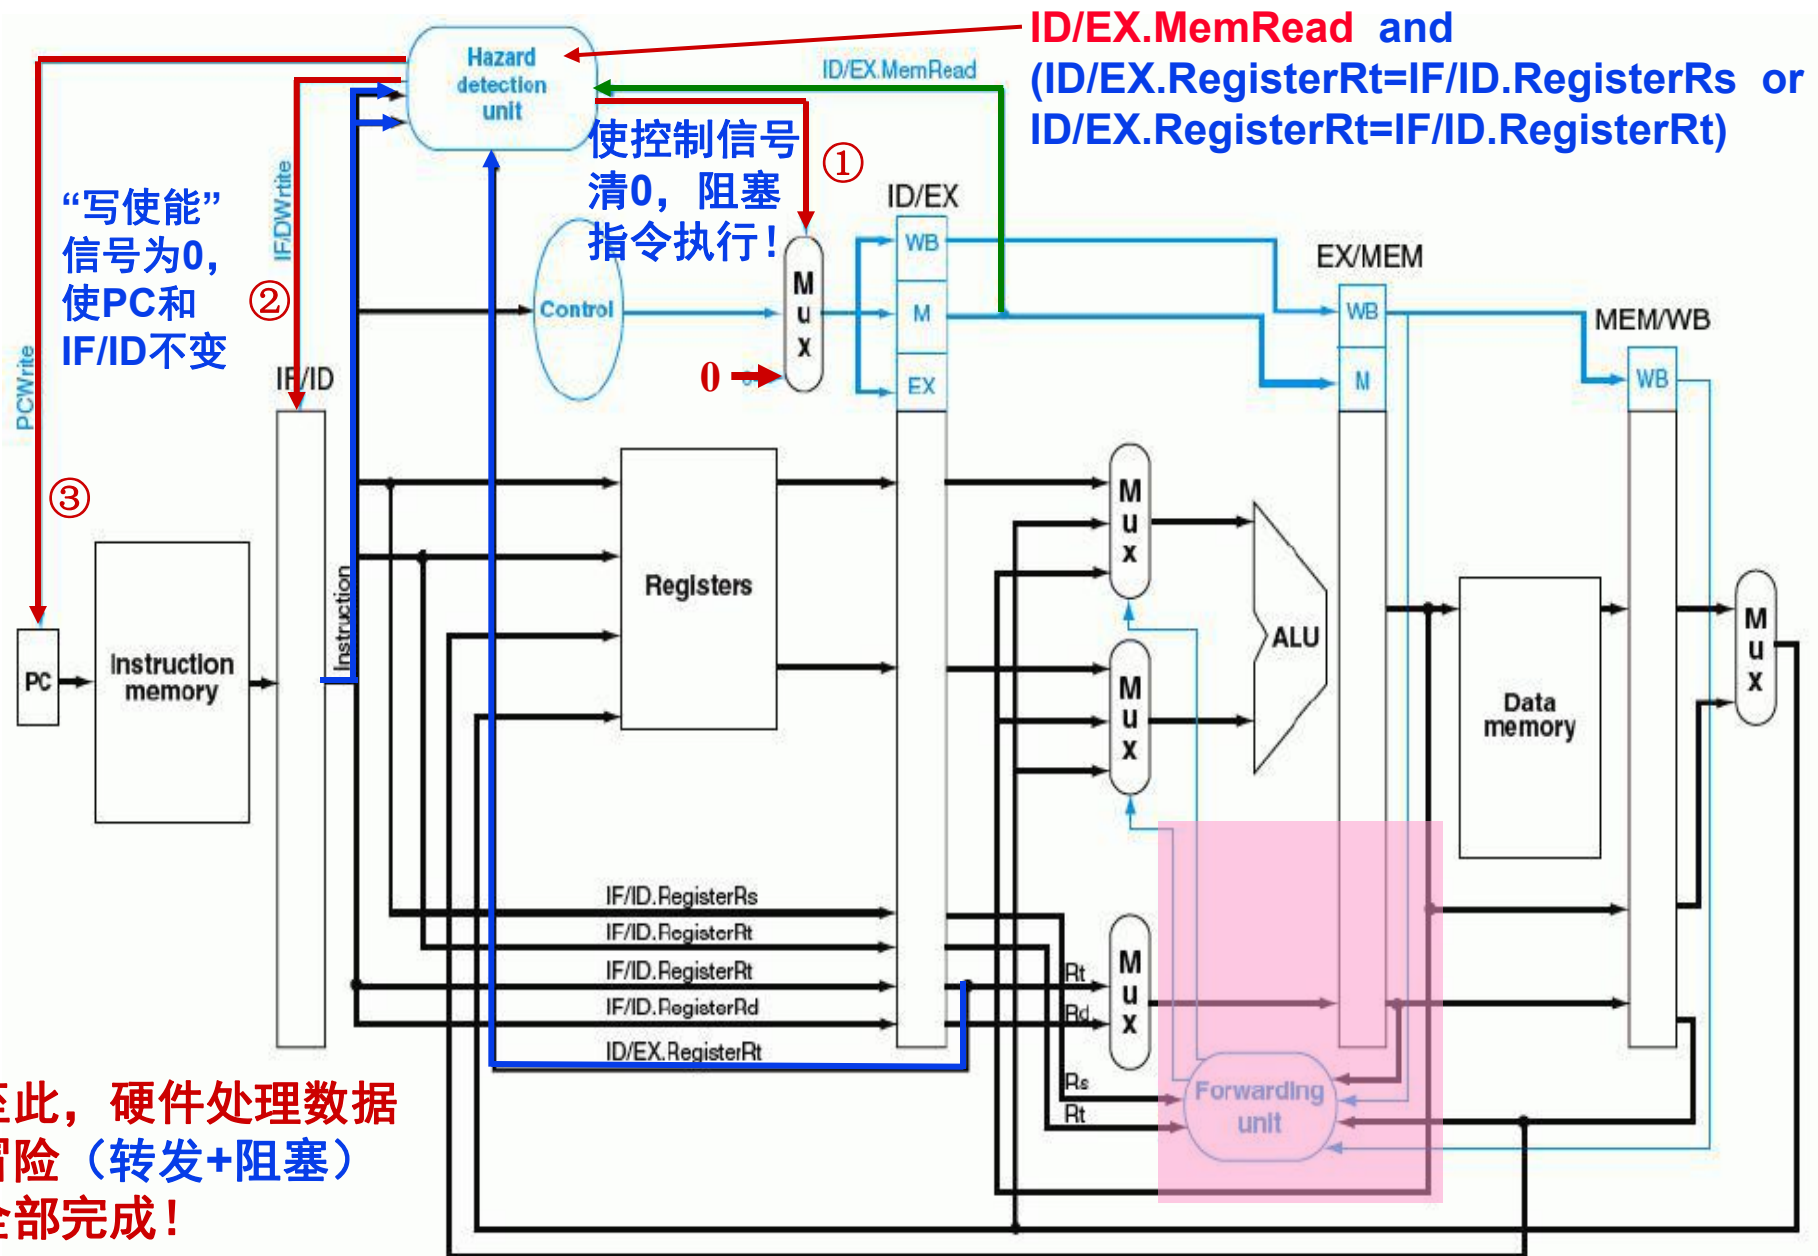 ID/EX.MemRead and
(ID/EX.RegisterRt=IF/ID.RegisterRs or
ID/EX.RegisterRt=IF/ID.RegisterRt)
Hazard
detection
unit
ID/EX.MemRead
使控制信号
清0，阻塞
指令执行！
①
“写使能”
信号为0，
使PC和
IF/ID不变
IF/DWrtite
②
PCWrite
③
IF/ID
Control
0
M
u
x
ID/EX
WB
M
EX
EX/MEM
WB
M
MEM/WB
WB
PC
Instruction
memory
Instruction
Registers
M
u
x
M
u
x
ALU
Data
memory
M
u
x
IF/ID.RegisterRs
IF/ID.RegisterRt
IF/ID.RegisterRt
IF/ID.RegisterRd
ID/EX.RegisterRt
Rt
Rd
M
u
x
Rs
Rt
Forwarding
unit
至此，硬件处理数据
冒险（转发+阻塞）
全部完成！